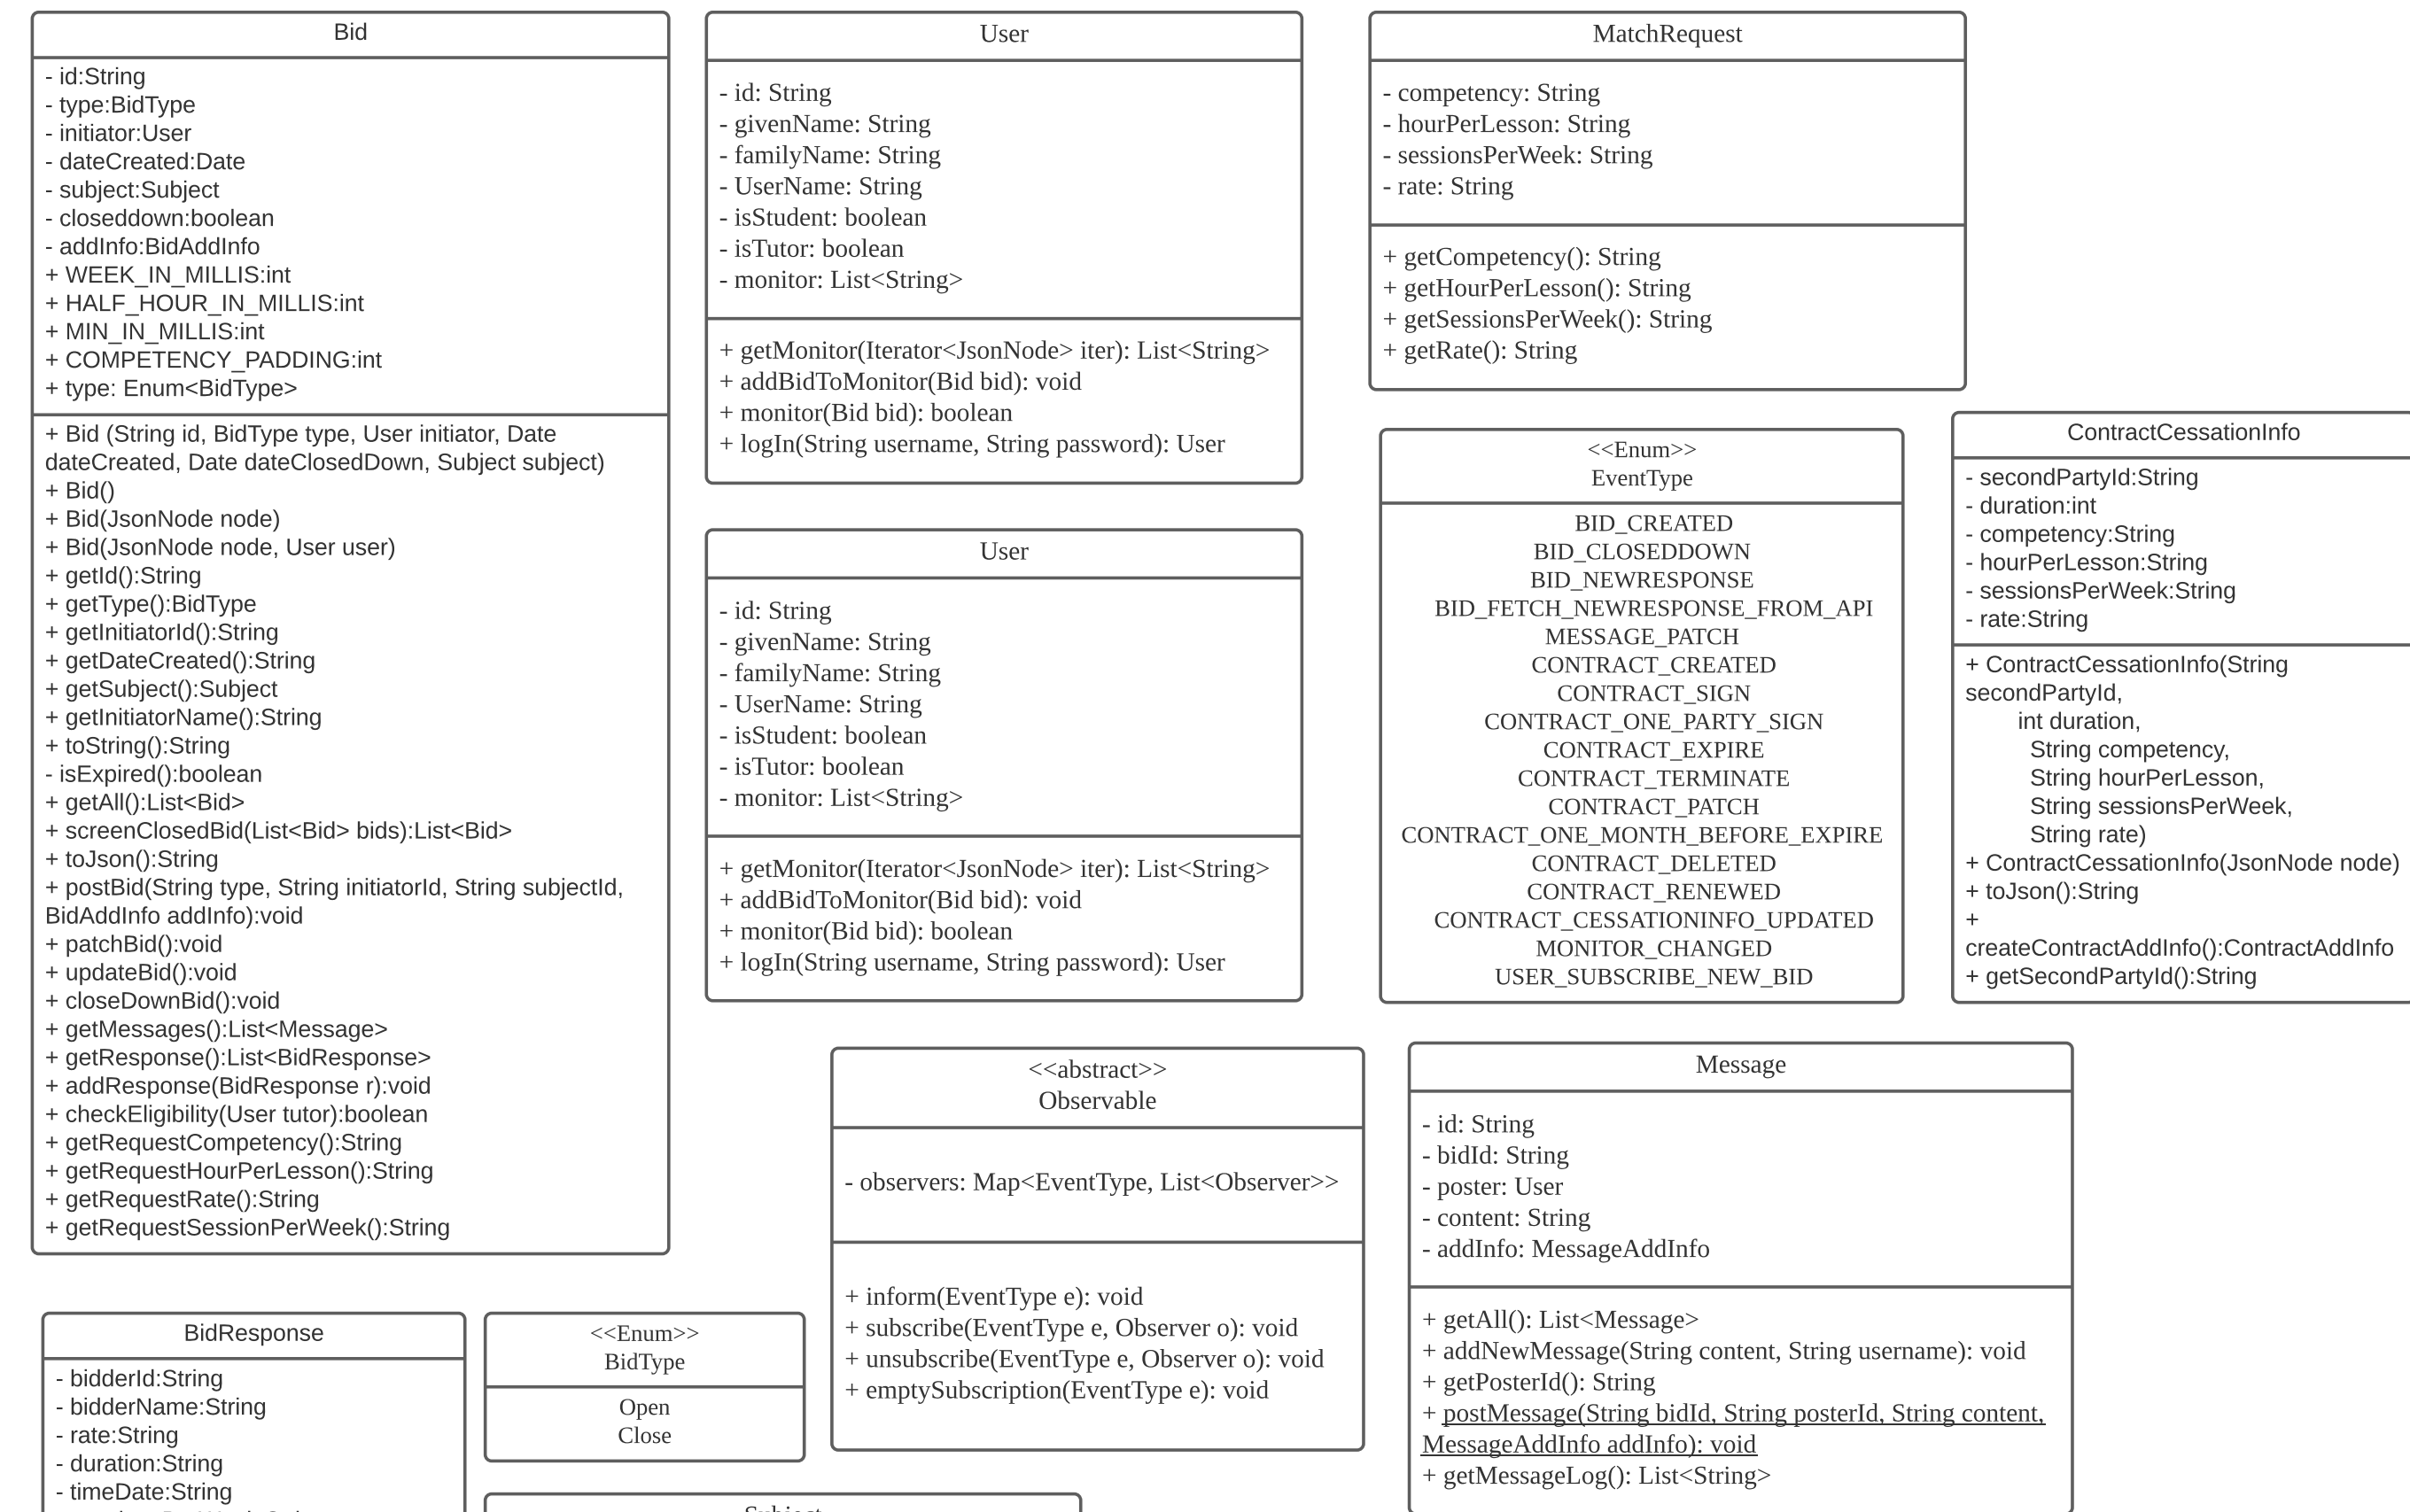 Bid
- id:String
- type:BidType
- initiator:User
- dateCreated:Date
- subject:Subject
- closeddown:boolean
- addInfo:BidAddInfo
+ WEEK_IN_MILLIS:int
+ HALF_HOUR_IN_MILLIS:int
+ MIN_IN_MILLIS:int
+ COMPETENCY_PADDING:int
+ type: Enum<BidType>
+ Bid (String id, BidType type, User initiator, Date
dateCreated, Date dateClosedDown, Subject subject)
+ Bid()
+ Bid(JsonNode node)
+ Bid(JsonNode node, User user)
+ getId():String
+ getType():BidType
+ getInitiatorId():String
+ getDateCreated():String
+ getSubject():Subject
+ getInitiatorName():String
+ toString():String
- isExpired():boolean
+ getAll():List<Bid>
+ screenClosedBid(List<Bid> bids):List<Bid>
+ toJson():String
+ postBid(String type, String initiatorId, String subjectId,
BidAddInfo addInfo):void
+ patchBid():void
+ updateBid():void
+ closeDownBid():void
+ getMessages():List<Message>
+ getResponse():List<BidResponse>
+ addResponse(BidResponse r):void
+ checkEligibility(User tutor):boolean
+ getRequestCompetency():String
+ getRequestHourPerLesson():String
+ getRequestRate():String
+ getRequestSessionPerWeek():String
User
- id: String
- givenName: String
- familyName: String
- UserName: String
- isStudent: boolean
- isTutor: boolean
- monitor: List<String>
+ getMonitor(Iterator<JsonNode> iter): List<String>
+ addBidToMonitor(Bid bid): void
+ monitor(Bid bid): boolean
+ logIn(String username, String password): User
MatchRequest
- competency: String
- hourPerLesson: String
- sessionsPerWeek: String
- rate: String
+ getCompetency(): String
+ getHourPerLesson(): String
+ getSessionsPerWeek(): String
+ getRate(): String
User
- id: String
- givenName: String
- familyName: String
- UserName: String
- isStudent: boolean
- isTutor: boolean
- monitor: List<String>
+ getMonitor(Iterator<JsonNode> iter): List<String>
+ addBidToMonitor(Bid bid): void
+ monitor(Bid bid): boolean
+ logIn(String username, String password): User
<<Enum>>
EventType
BID_CREATED
BID_CLOSEDDOWN
BID_NEWRESPONSE
BID_FETCH_NEWRESPONSE_FROM_API
MESSAGE_PATCH
CONTRACT_CREATED
CONTRACT_SIGN
CONTRACT_ONE_PARTY_SIGN
CONTRACT_EXPIRE
CONTRACT_TERMINATE
CONTRACT_PATCH
CONTRACT_ONE_MONTH_BEFORE_EXPIRE
CONTRACT_DELETED
CONTRACT_RENEWED
CONTRACT_CESSATIONINFO_UPDATED
MONITOR_CHANGED
USER_SUBSCRIBE_NEW_BID
ContractCessationInfo
- secondPartyId:String
- duration:int
- competency:String
- hourPerLesson:String
- sessionsPerWeek:String
- rate:String
+ ContractCessationInfo(String
secondPartyId,
int duration,
String competency,
String hourPerLesson,
String sessionsPerWeek,
String rate)
+ ContractCessationInfo(JsonNode node)
+ toJson():String
+
createContractAddInfo():ContractAddInfo
+ getSecondPartyId():String
<<abstract>>
Observable
- observers: Map<EventType, List<Observer>>
+ inform(EventType e): void
+ subscribe(EventType e, Observer o): void
+ unsubscribe(EventType e, Observer o): void
+ emptySubscription(EventType e): void
Message
- id: String
- bidId: String
- poster: User
- content: String
- addInfo: MessageAddInfo
+ getAll(): List<Message>
+ addNewMessage(String content, String username): void
+ getPosterId(): String
+ postMessage(String bidId, String posterId, String content,
MessageAddInfo addInfo): void
+ getMessageLog(): List<String>
BidResponse
- bidderId:String
- bidderName:String
- rate:String
- duration:String
- timeDate:String
<<Enum>>
BidType
Open
Close
Subject